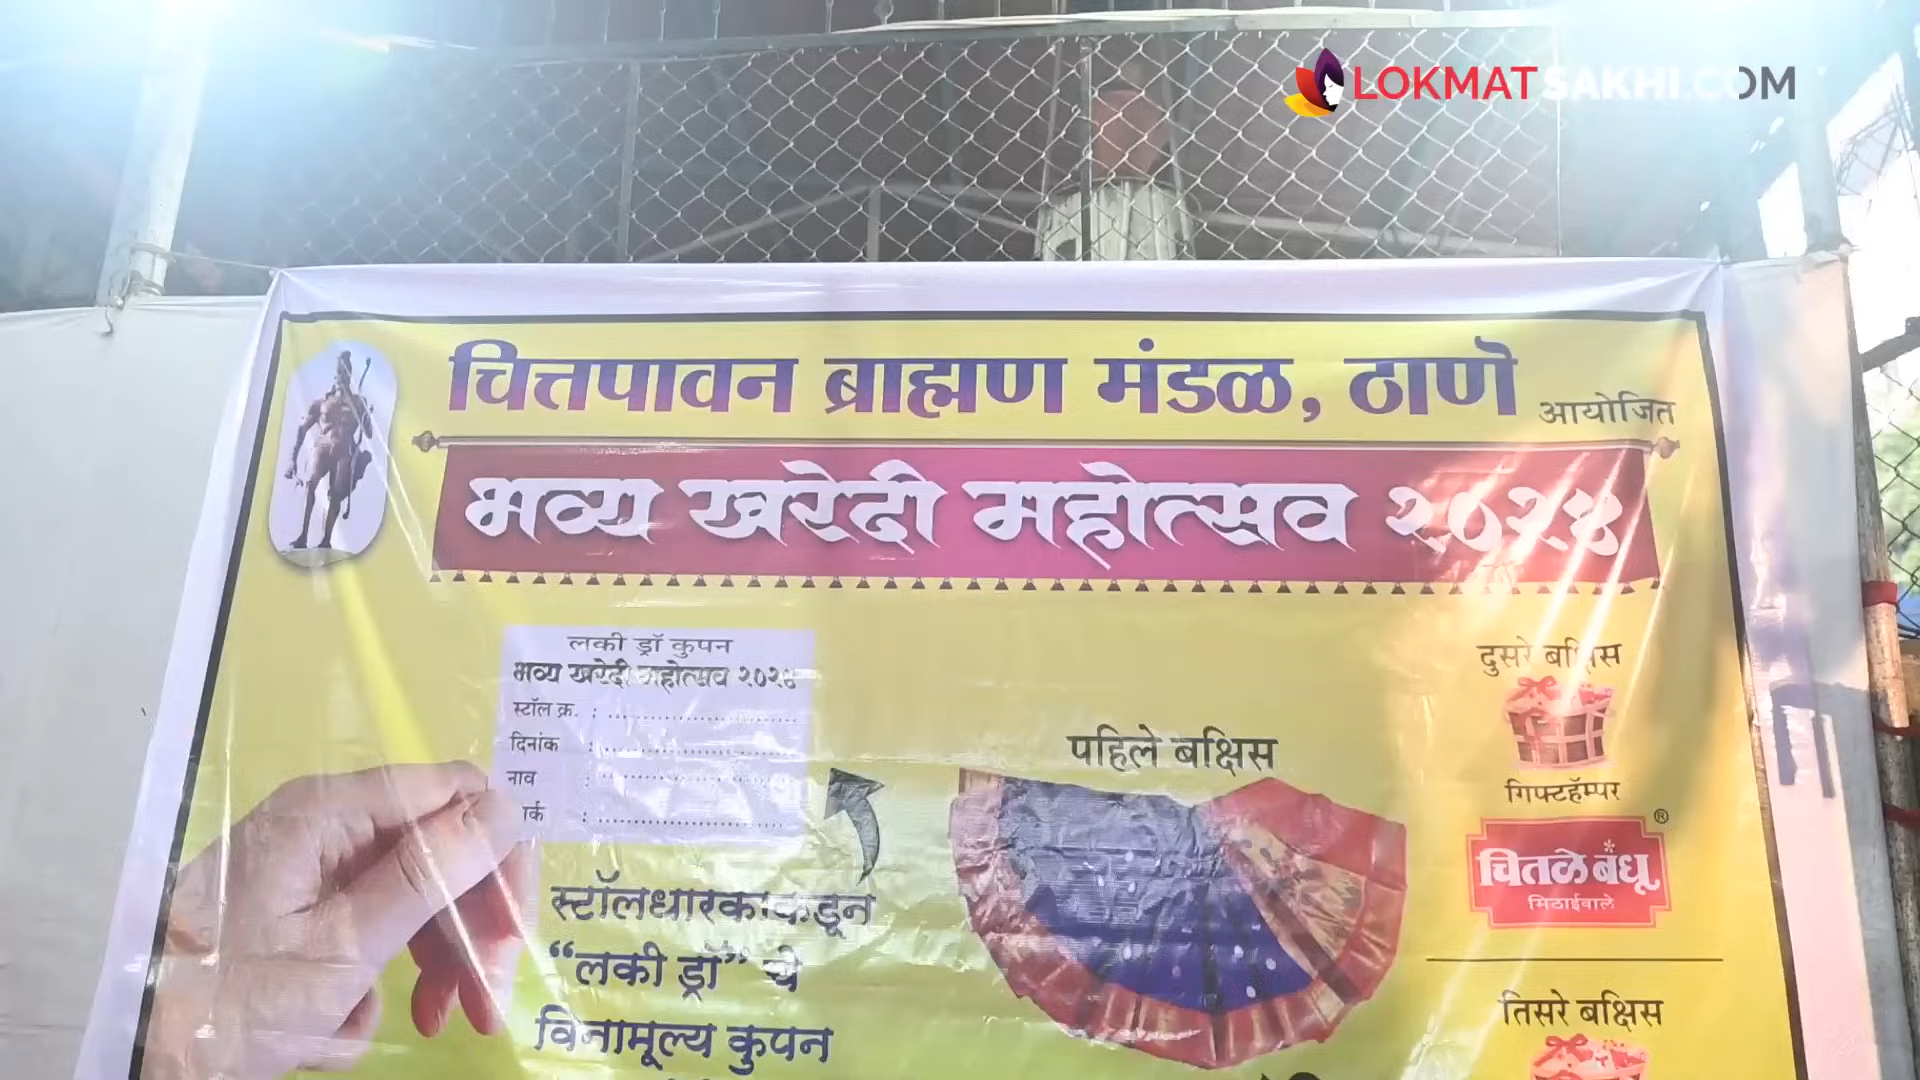 LOKMAT SAKHI.COM
चित्तपावन ब्राह्मण मंडळ, ठाणे आयोजित
भव्य खरेदी महोत्सव २०२४
लकी ड्रॉ कुपन
भव्य खरेदी महोत्सव २०२४
स्टॉल क्र. :
दिनांक :
नाव :
र्क :
स्टॉलधारकाकडून
“लकी ड्रॉ” चे
विनामूल्य कुपन
पहिले बक्षिस
दुसरे बक्षिस
गिफ्टहॅम्पर
®
चितळे बंधू
मिठाईवाले
तिसरे बक्षिस